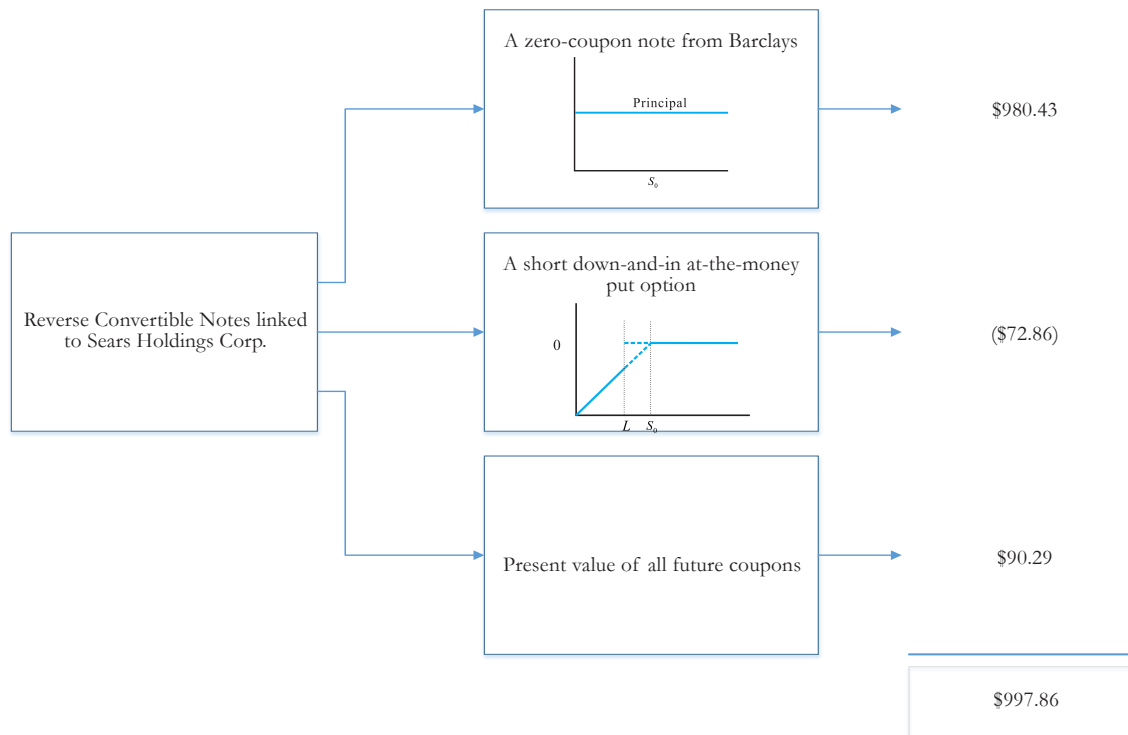 A zero-coupon note from Barclays
Principal
S₀
$980.43
Reverse Convertible Notes linked
to Sears Holdings Corp.
A short down-and-in at-the-money
put option
0
L S₀
($72.86)
Present value of all future coupons
$90.29
$997.86